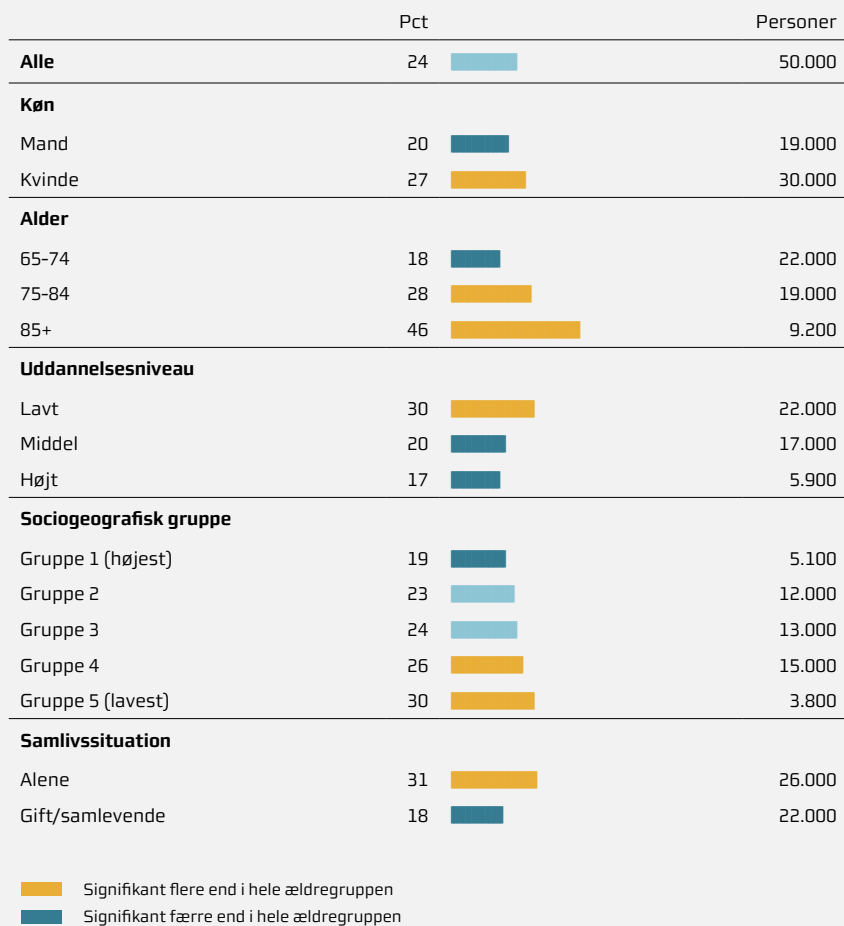 Pct Personer
Alle 24 50.000
Køn
Mand 20 19.000
Kvinde 27 30.000
Alder
65-74 18 22.000
75-84 28 19.000
85+ 46 9.200
Uddannelsesniveau
Lavt 30 22.000
Middel 20 17.000
Højt 17 5.900
Sociogeografisk gruppe
Gruppe 1 (højest) 19 5.100
Gruppe 2 23 12.000
Gruppe 3 24 13.000
Gruppe 4 26 15.000
Gruppe 5 (lavest) 30 3.800
Samlivssituation
Alene 31 26.000
Gift/samlevende 18 22.000
Signifikant flere end i hele ældregruppen
Signifikant færre end i hele ældregruppen